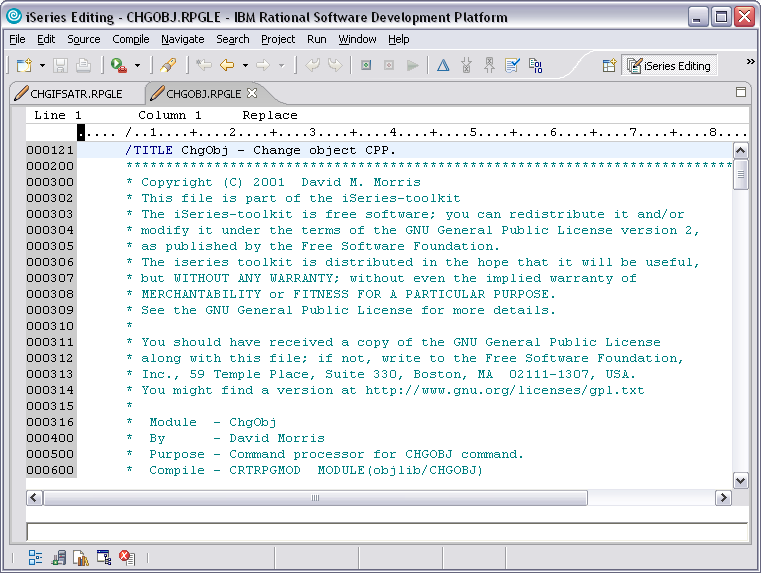 iSeries Editing - CHGOBJ.RPGLE - IBM Rational Software Development Platform
File Edit Source Compile Navigate Search Project Run Window Help
iSeries Editing
CHGIFSATR.RPGLE CHGOBJ.RPGLE
Line 1 Column 1 Replace
..... /..1....+....2....+....3....+....4....+....5....+....6....+....7....+....8....
000121 /TITLE ChgObj - Change object CPP.
000200 ****************************************************************************
000300 * Copyright (C) 2001  David M. Morris
000302 * This file is part of the iSeries-toolkit
000303 * The iSeries-toolkit is free software; you can redistribute it and/or
000304 * modify it under the terms of the GNU General Public License version 2,
000305 * as published by the Free Software Foundation.
000306 * The iseries toolkit is distributed in the hope that it will be useful,
000307 * but WITHOUT ANY WARRANTY; without even the implied warranty of
000308 * MERCHANTABILITY or FITNESS FOR A PARTICULAR PURPOSE.
000309 * See the GNU General Public License for more details.
000310 *
000311 * You should have received a copy of the GNU General Public License
000312 * along with this file; if not, write to the Free Software Foundation,
000313 * Inc., 59 Temple Place, Suite 330, Boston, MA  02111-1307, USA.
000314 * You might find a version at http://www.gnu.org/licenses/gpl.txt
000315 *
000316 *  Module  - ChgObj
000400 *  By      - David Morris
000500 *  Purpose - Command processor for CHGOBJ command.
000600 *  Compile - CRTRPGMOD  MODULE(objlib/CHGOBJ)